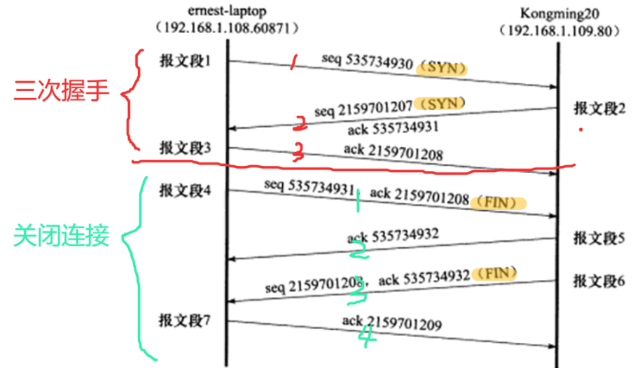 ernest-laptop
(192.168.1.108.60871)
Kongming20
(192.168.1.109.80)
三次握手
报文段1
1
seq 535734930 (SYN)
seq 2159701207 (SYN)
报文段2
2
ack 535734931
报文段3
3
ack 2159701208
报文段4
seq 535734931
ack 2159701208 (FIN)
1
关闭连接
ack 535734932
2
报文段5
seq 2159701208, ack 535734932 (FIN)
3
报文段6
报文段7
ack 2159701209
4